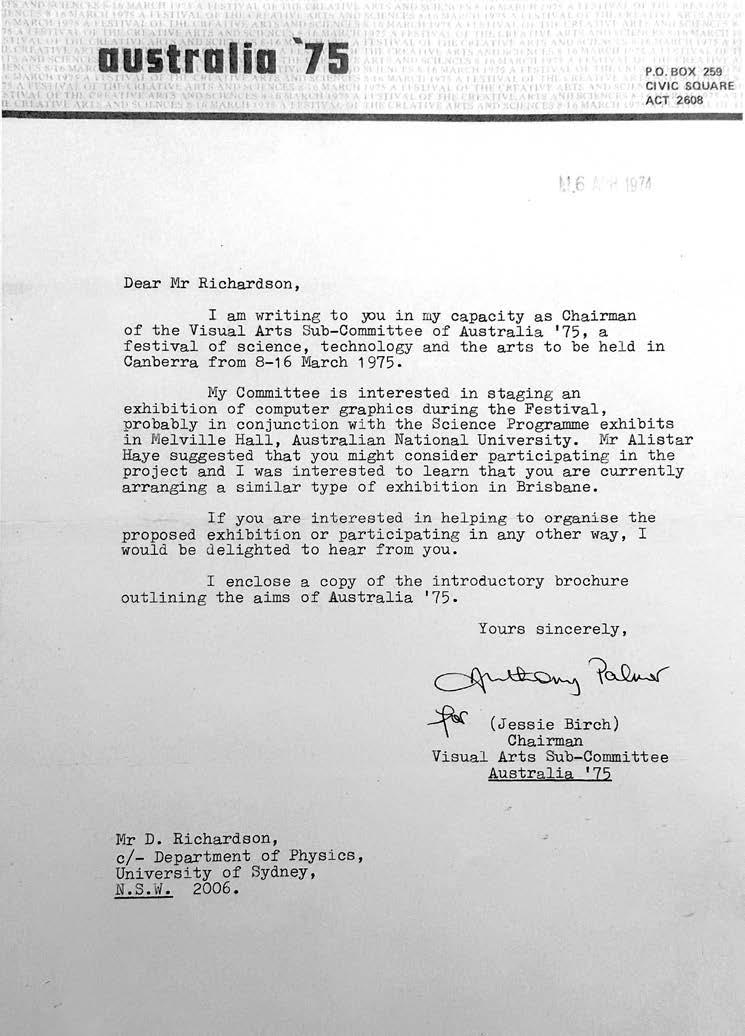 australia '75
P.O. BOX 259
CIVIC SQUARE
ACT 2608
1974
Dear Mr Richardson,
I am writing to you in my capacity as Chairman
of the Visual Arts Sub-Committee of Australia '75, a
festival of science, technology and the arts to be held in
Canberra from 8-16 March 1975.
My Committee is interested in staging an
exhibition of computer graphics during the Festival,
probably in conjunction with the Science Programme exhibits
in Melville Hall, Australian National University. Mr Alistar
Haye suggested that you might consider participating in the
project and I was interested to learn that you are currently
arranging a similar type of exhibition in Brisbane.
If you are interested in helping to organise the
proposed exhibition or participating in any other way, I
would be delighted to hear from you.
I enclose a copy of the introductory brochure
outlining the aims of Australia '75.
Yours sincerely,
Anthony Palmer
for (Jessie Birch)
Chairman
Visual Arts Sub-Committee
Australia '75
Mr D. Richardson,
c/- Department of Physics,
University of Sydney,
N.S.W. 2006.